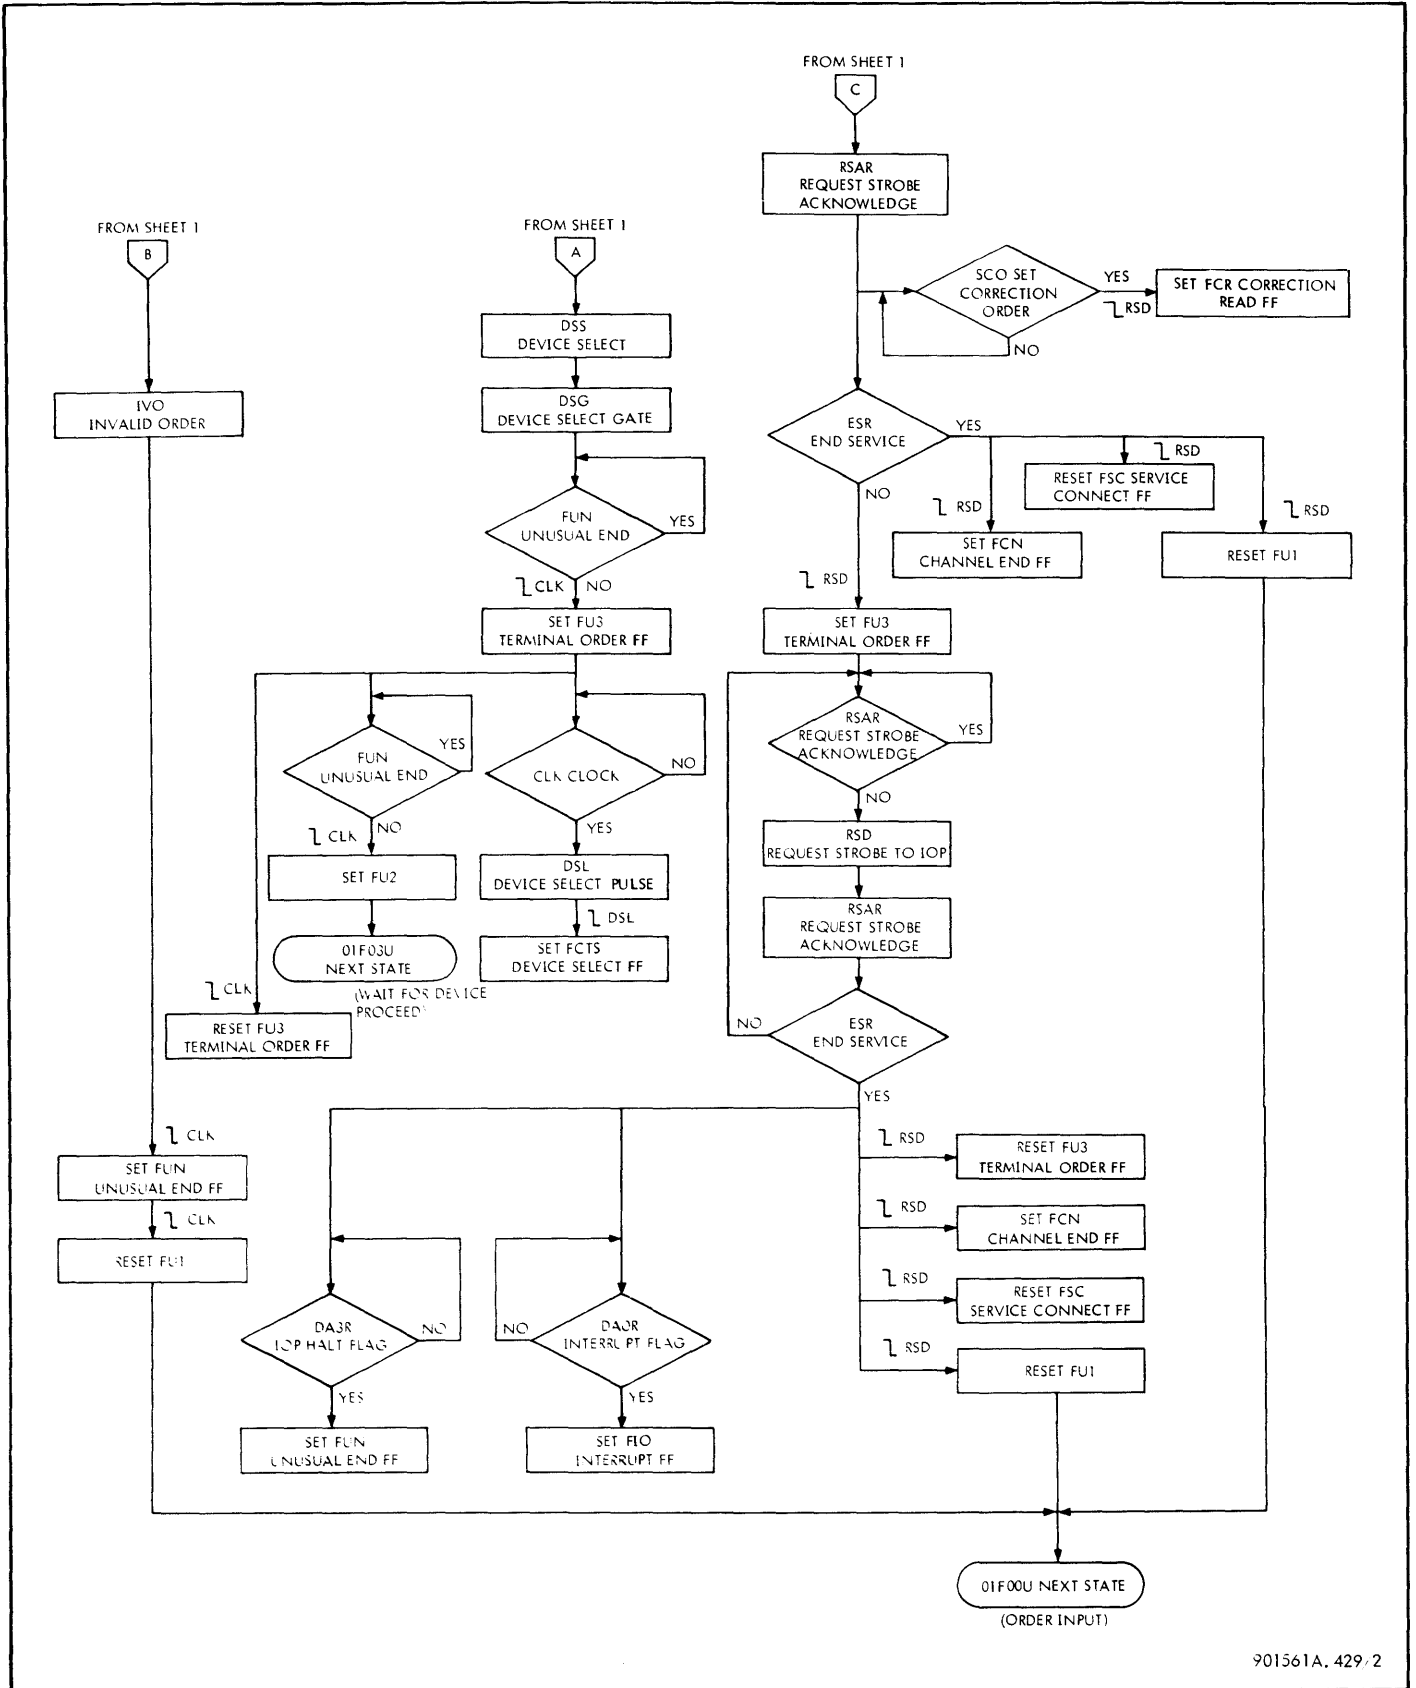 FROM SHEET 1
C
RSAR
REQUEST STROBE
ACKNOWLEDGE
FROM SHEET 1
B
FROM SHEET 1
A
SCO SET
CORRECTION
ORDER
YES
RSD
NO
SET FCR CORRECTION
READ FF
DSS
DEVICE SELECT
IVO
INVALID ORDER
DSG
DEVICE SELECT GATE
ESR
END SERVICE
YES
NO
RSD
RESET FSC SERVICE
CONNECT FF
RSD
SET FCN
CHANNEL END FF
RSD
RESET FU1
FUN
UNUSUAL END
YES
CLK
NO
RSD
SET FU3
TERMINAL ORDER FF
SET FU3
TERMINAL ORDER FF
FUN
UNUSUAL END
YES
NO
CLK
CLK CLOCK
NO
YES
RSAR
REQUEST STROBE
ACKNOWLEDGE
YES
NO
SET FU2
DSL
DEVICE SELECT PULSE
RSD
REQUEST STROBE TO IOP
DSL
01F03U
NEXT STATE
(WAIT FOR DEVICE
PROCEED)
SET FCTS
DEVICE SELECT FF
RSAR
REQUEST STROBE
ACKNOWLEDGE
CLK
RESET FU3
TERMINAL ORDER FF
NO
ESR
END SERVICE
YES
CLK
SET FUN
UNUSUAL END FF
CLK
RESET FU1
RSD
RESET FU3
TERMINAL ORDER FF
RSD
SET FCN
CHANNEL END FF
RSD
RESET FSC
SERVICE CONNECT FF
RSD
RESET FU1
DA3R
IOP HALT FLAG
NO
YES
NO
DA0R
INTERRUPT FLAG
YES
SET FUN
UNUSUAL END FF
SET FIO
INTERRUPT FF
01F00U NEXT STATE
(ORDER INPUT)
901561A. 429/2